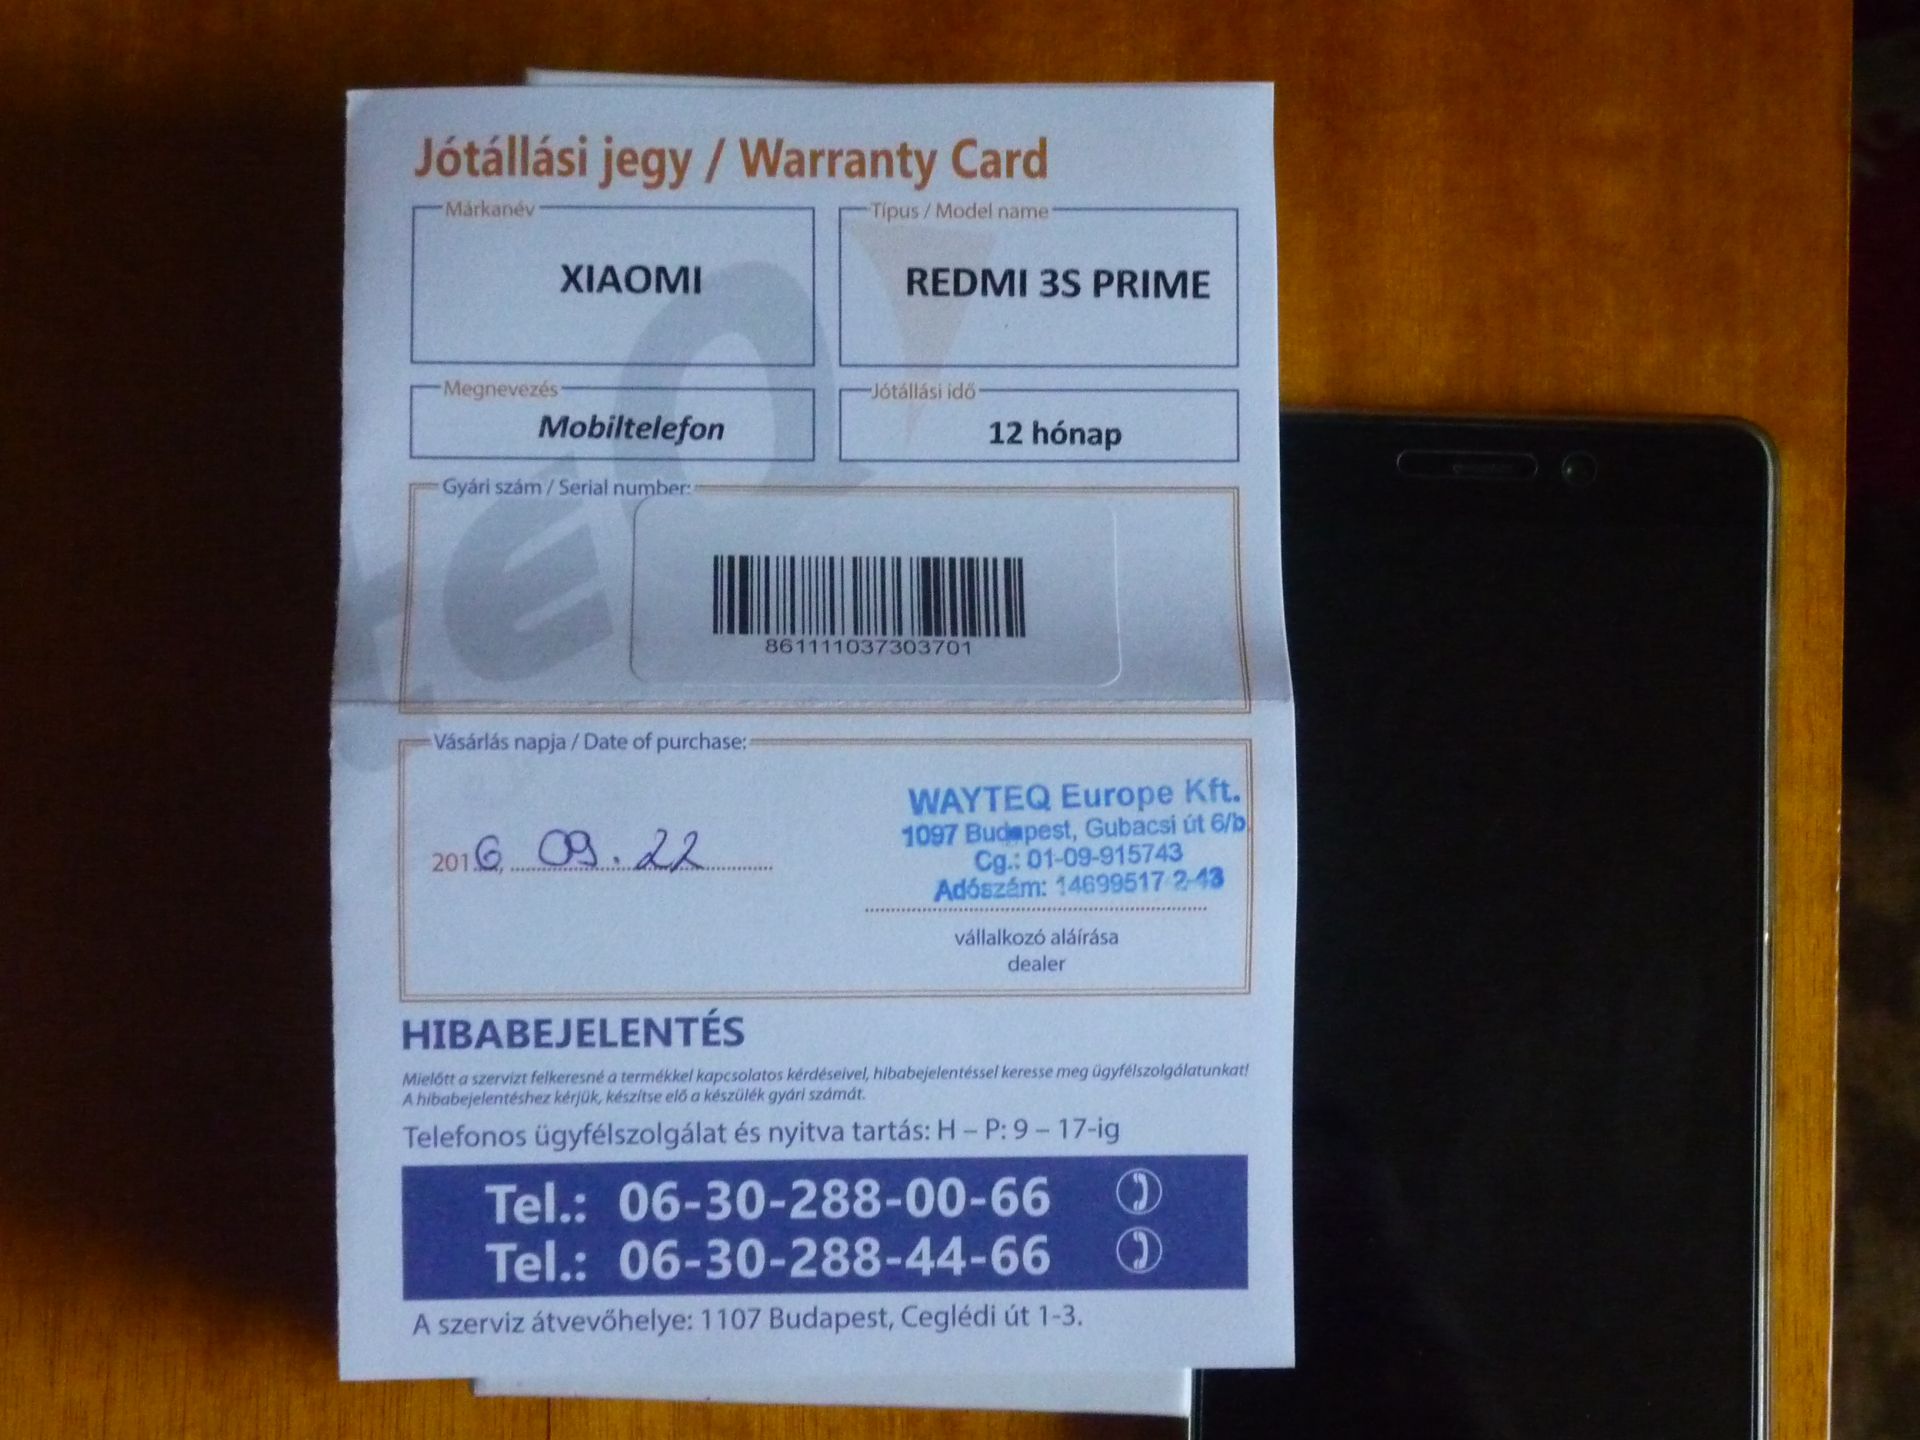 Jótállási jegy / Warranty Card
Márkanév
XIAOMI
Típus / Model name
REDMI 3S PRIME
Megnevezés
Mobiltelefon
Jótállási idő
12 hónap
Gyári szám / Serial number:
861111037303701
Vásárlás napja / Date of purchase:
2016, 09. 22
WAYTEQ Europe Kft.
1097 Budapest, Gubacsi út 6/b
Cg.: 01-09-915743
Adószám: 14699517-2-43
vállalkozó aláírása
dealer
HIBABEJELENTÉS
Mielőtt a szervizt felkeresné a termékkel kapcsolatos kérdéseivel, hibabejelentéssel keresse meg ügyfélszolgálatunkat!
A hibabejelentéshez kérjük, készítse elő a készülék gyári számát.
Telefonos ügyfélszolgálat és nyitva tartás: H – P: 9 – 17-ig
Tel.: 06-30-288-00-66
Tel.: 06-30-288-44-66
A szerviz átvevőhelye: 1107 Budapest, Ceglédi út 1-3.